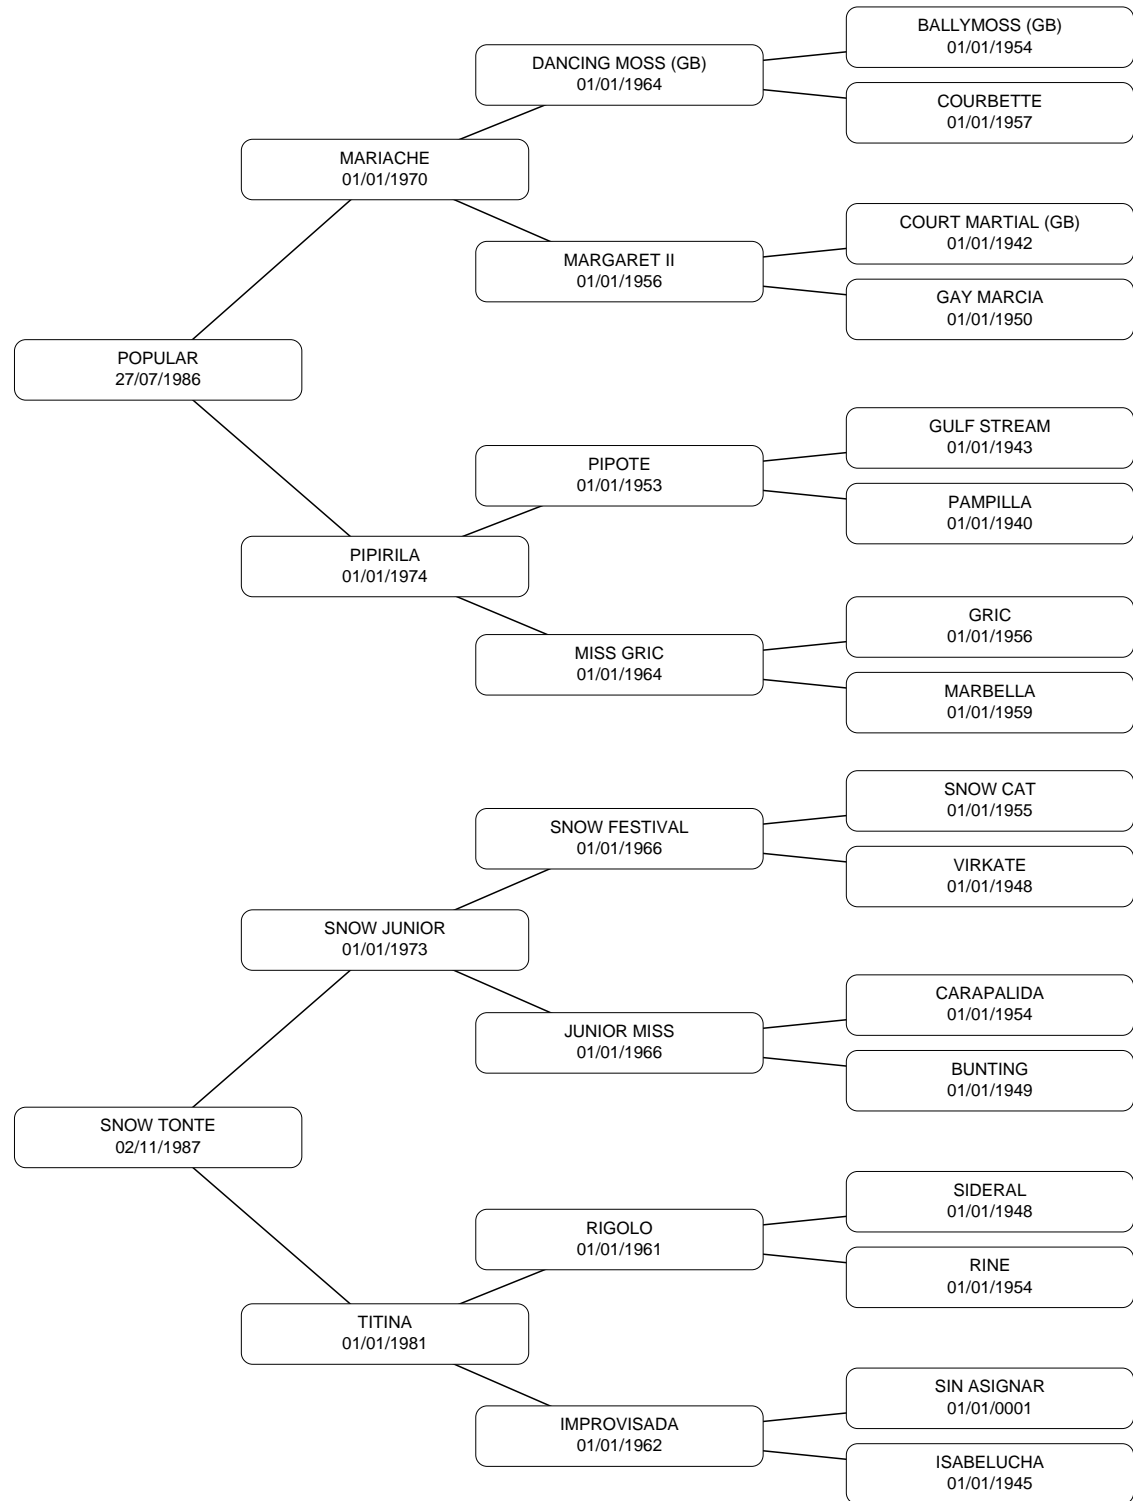 BALLYMOSS (GB)
01/01/1954
DANCING MOSS (GB)
01/01/1964
COURBETTE
01/01/1957
MARIACHE
01/01/1970
COURT MARTIAL (GB)
01/01/1942
MARGARET II
01/01/1956
GAY MARCIA
01/01/1950
POPULAR
27/07/1986
GULF STREAM
01/01/1943
PIPOTE
01/01/1953
PAMPILLA
01/01/1940
PIPIRILA
01/01/1974
GRIC
01/01/1956
MISS GRIC
01/01/1964
MARBELLA
01/01/1959
SNOW CAT
01/01/1955
SNOW FESTIVAL
01/01/1966
VIRKATE
01/01/1948
SNOW JUNIOR
01/01/1973
CARAPALIDA
01/01/1954
JUNIOR MISS
01/01/1966
BUNTING
01/01/1949
SNOW TONTE
02/11/1987
SIDERAL
01/01/1948
RIGOLO
01/01/1961
RINE
01/01/1954
TITINA
01/01/1981
SIN ASIGNAR
01/01/0001
IMPROVISADA
01/01/1962
ISABELUCHA
01/01/1945